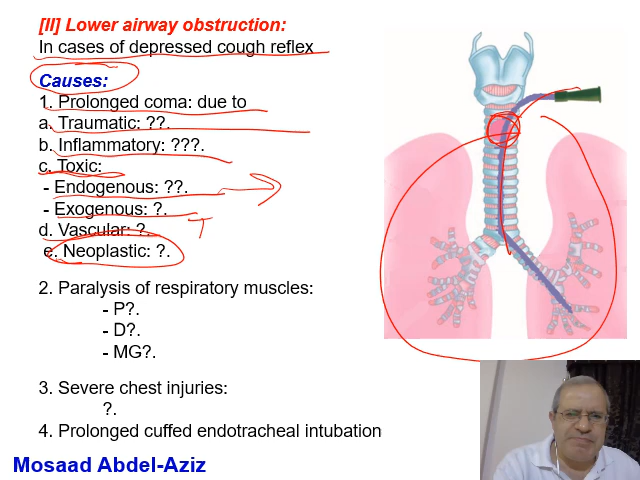 [II] Lower airway obstruction:
In cases of depressed cough reflex
Causes:
1. Prolonged coma: due to
a. Traumatic: ??.
b. Inflammatory: ???.
c. Toxic:
- Endogenous: ??.
- Exogenous: ?.
d. Vascular: ?.
e. Neoplastic: ?.
2. Paralysis of respiratory muscles:
- P?.
- D?.
- MG?.
3. Severe chest injuries:
?.
4. Prolonged cuffed endotracheal intubation
Mosaad Abdel-Aziz